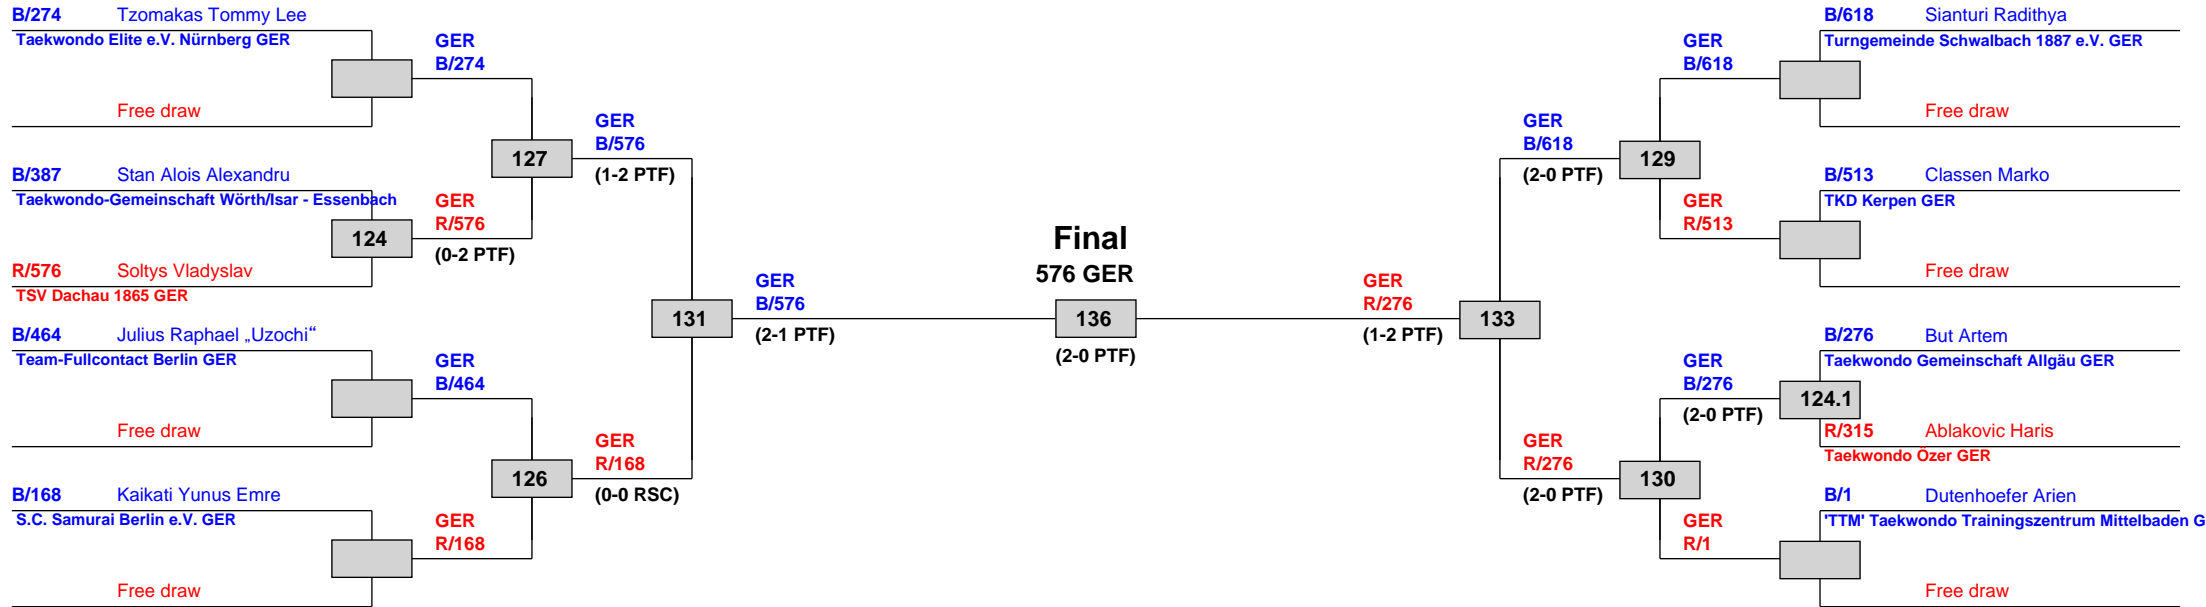 B/274 Tzomakas Tommy Lee
Taekwondo Elite e.V. Nürnberg GER
Free draw
B/387 Stan Alois Alexandru
Taekwondo-Gemeinschaft Wörth/Isar - Essenbach
124
R/576 Soltys Vladyslav
TSV Dachau 1865 GER
B/464 Julius Raphael „Uzochi“
Team-Fullcontact Berlin GER
Free draw
B/168 Kaikati Yunus Emre
S.C. Samurai Berlin e.V. GER
Free draw
GER
B/274
127
GER
R/576
(0-2 PTF)
GER
B/464
126
GER
R/168
GER
B/576
(1-2 PTF)
131
GER
R/168
(0-0 RSC)
GER
B/576
(2-1 PTF)
Final
576 GER
136
(2-0 PTF)
GER
R/276
(1-2 PTF)
133
GER
B/618
(2-0 PTF)
129
GER
R/276
(2-0 PTF)
130
GER
B/618
GER
R/513
GER
B/276
(2-0 PTF)
GER
R/1
B/618 Sianturi Radithya
Turngemeinde Schwalbach 1887 e.V. GER
Free draw
B/513 Classen Marko
TKD Kerpen GER
Free draw
B/276 But Artem
Taekwondo Gemeinschaft Allgäu GER
124.1
R/315 Ablakovic Haris
Taekwondo Özer GER
B/1 Dutenhoefer Arien
'TTM' Taekwondo Trainingszentrum Mittelbaden G
Free draw